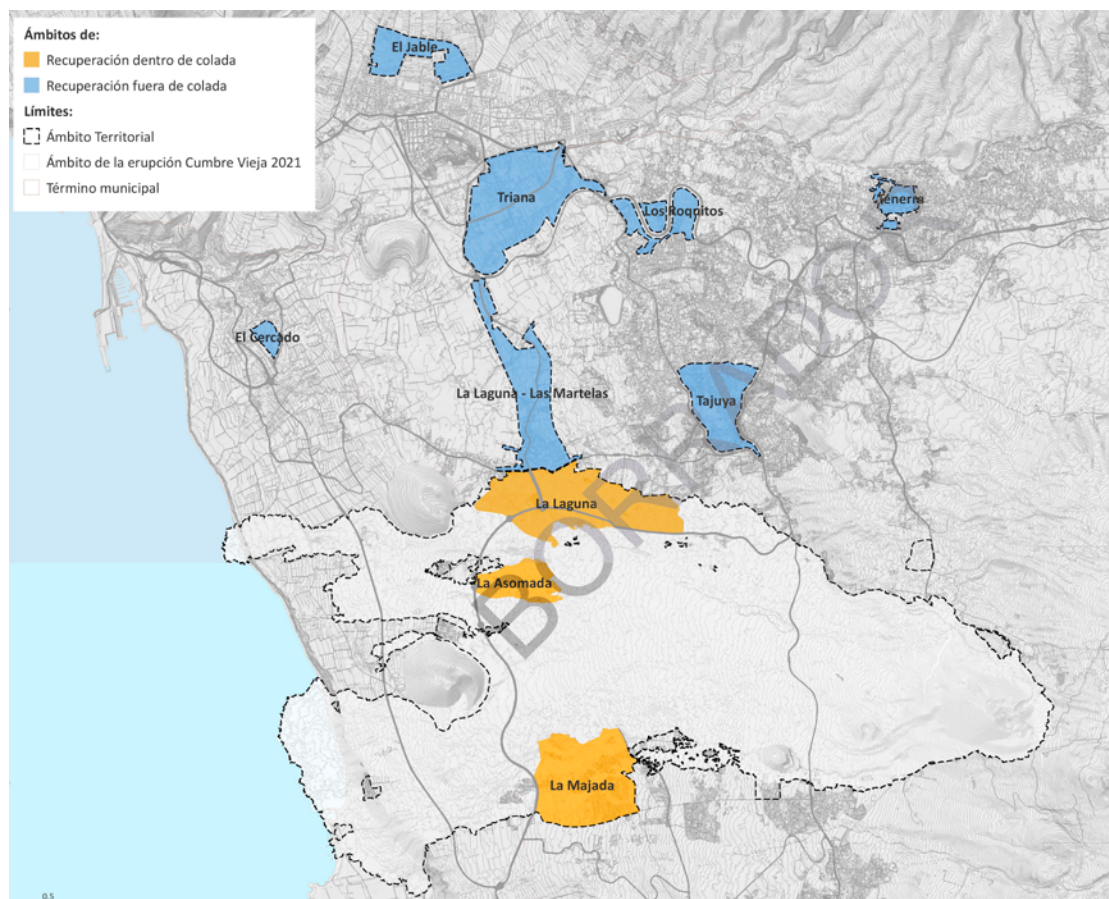 Ámbitos de:
Recuperación dentro de colada
Recuperación fuera de colada
Límites:
Ámbito Territorial
Ámbito de la erupción Cumbre Vieja 2021
Término municipal
El Jable
Triana
Los Roquitos
Tenerra
El Cercado
La Laguna - Las Martelas
Tajuya
BORRADOR
La Laguna
La Asomada
La Majada
0.5